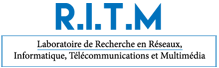 R.I.T.M
Laboratoire de Recherche en Réseaux,
Informatique, Télécommunications et Multimédia